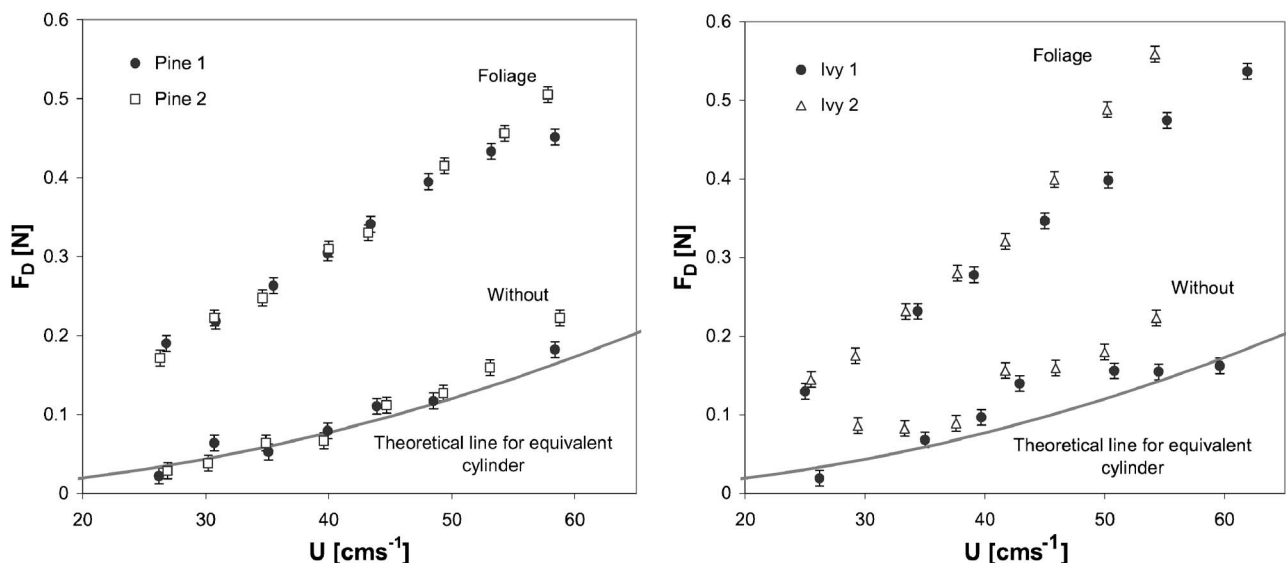 0.6
0.5
0.4
0.3
0.2
0.1
0
F_D [N]
Pine 1
Pine 2
Foliage
Without
Theoretical line for equivalent
cylinder
20
30
40
50
60
U [cms⁻¹]
0.6
0.5
0.4
0.3
0.2
0.1
0
F_D [N]
Ivy 1
Ivy 2
Foliage
Without
Theoretical line for equivalent
cylinder
20
30
40
50
60
U [cms⁻¹]